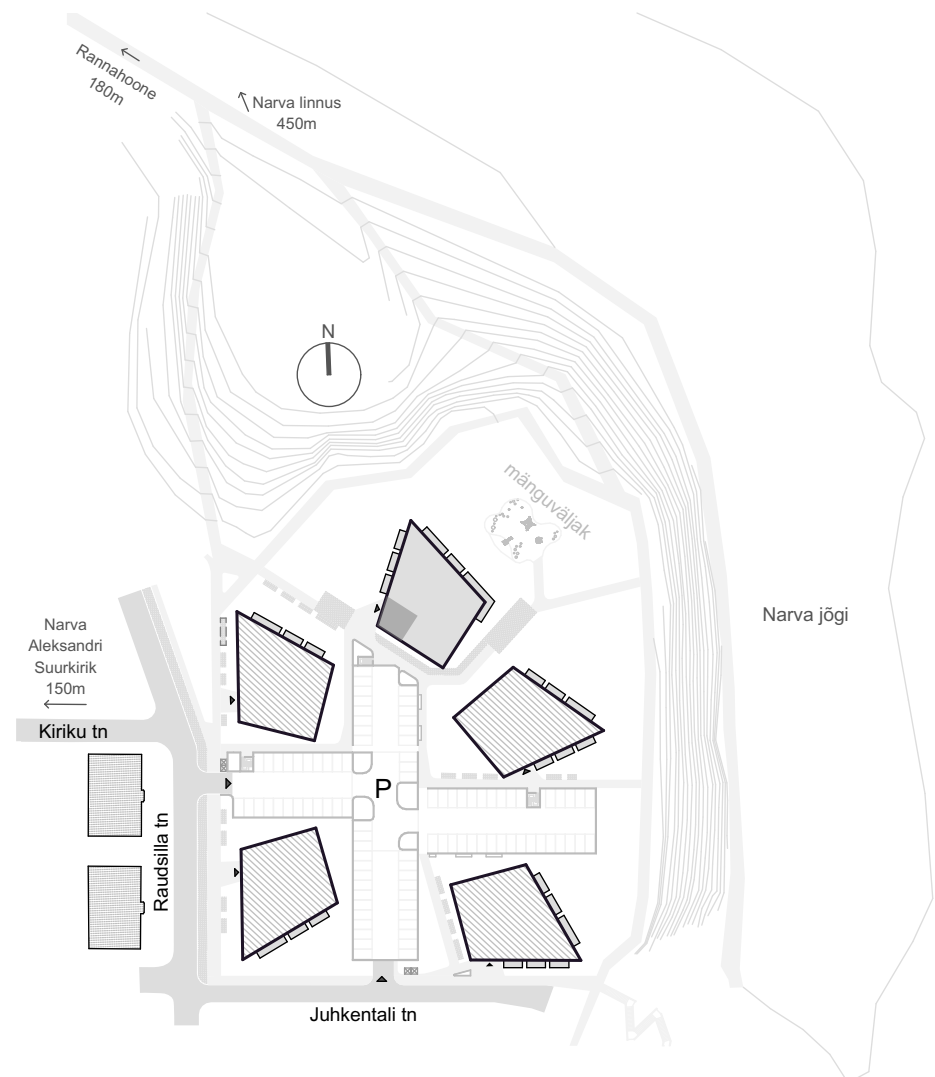 Rannahoone
180m
Narva linnus
450m
N
mänguväljak
Narva jõgi
Narva
Aleksandri
Suurkirik
150m
Kiriku tn
P
Raudsilla tn
Juhkentali tn